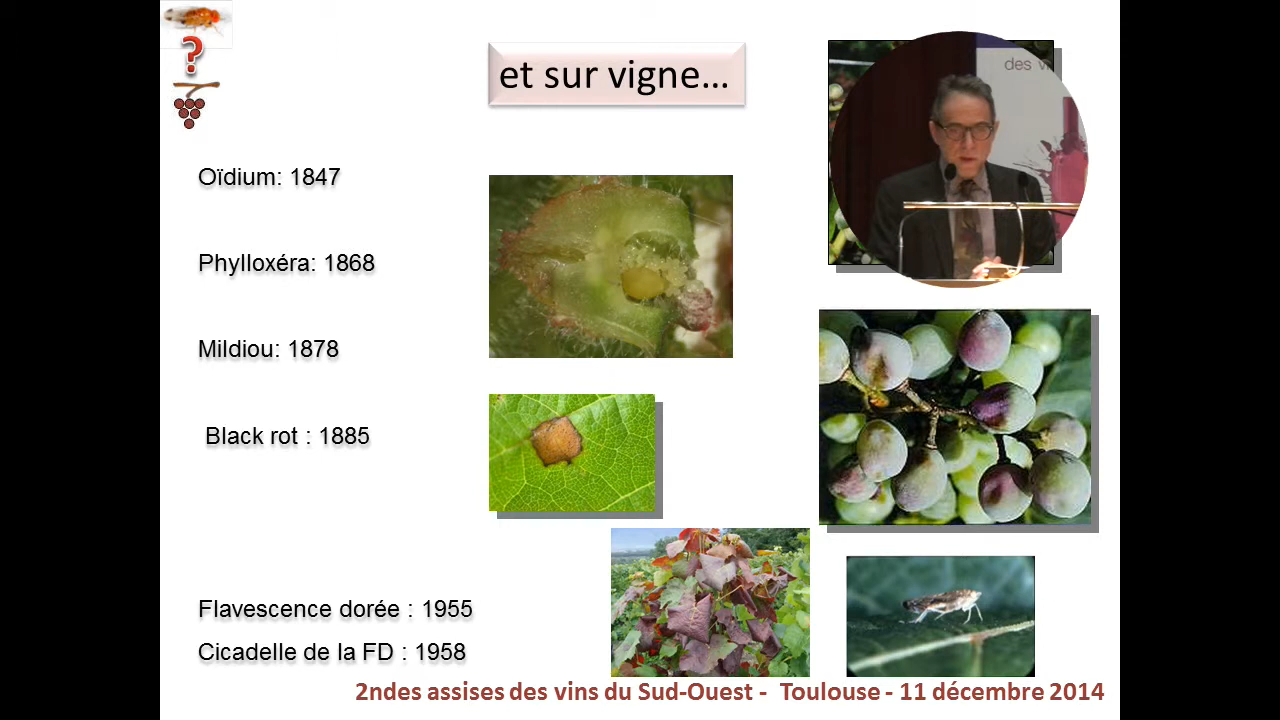 ?
et sur vigne...
des v
Oïdium: 1847
Phylloxéra: 1868
Mildiou: 1878
Black rot : 1885
Flavescence dorée : 1955
Cicadelle de la FD : 1958
2ndes assises des vins du Sud-Ouest - Toulouse - 11 décembre 2014